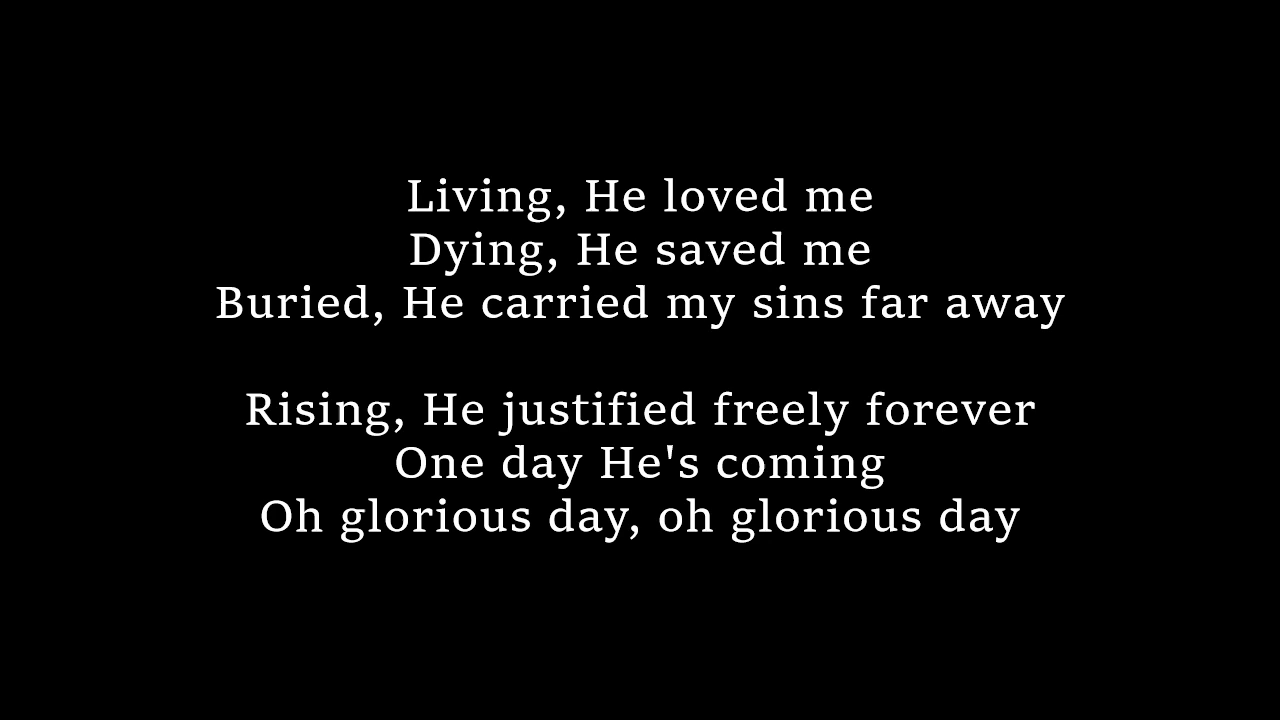 Living, He loved me
Dying, He saved me
Buried, He carried my sins far away
Rising, He justified freely forever
One day He's coming
Oh glorious day, oh glorious day